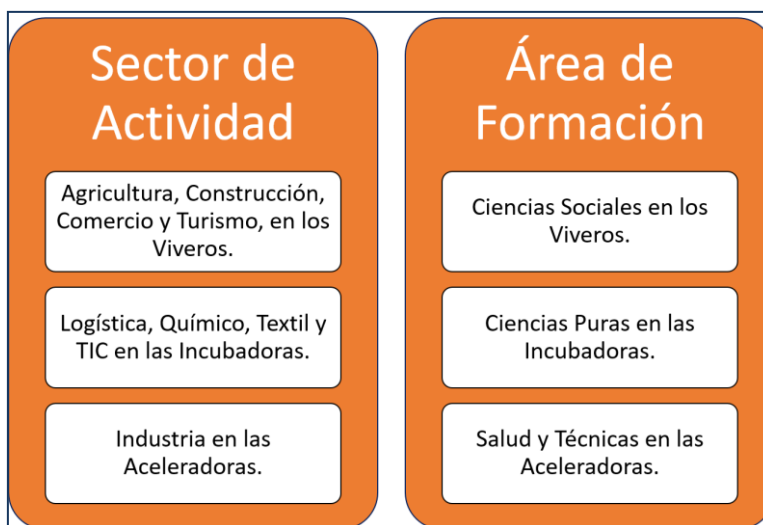 Sector de
Actividad
Agricultura, Construcción,
Comercio y Turismo, en los
Viveros.
Logística, Químico, Textil y
TIC en las Incubadoras.
Industria en las
Aceleradoras.
Área de
Formación
Ciencias Sociales en los
Viveros.
Ciencias Puras en las
Incubadoras.
Salud y Técnicas en las
Aceleradoras.